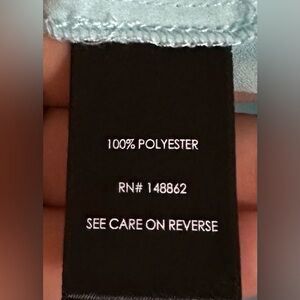 100% POLYESTER
RN# 148862
SEE CARE ON REVERSE